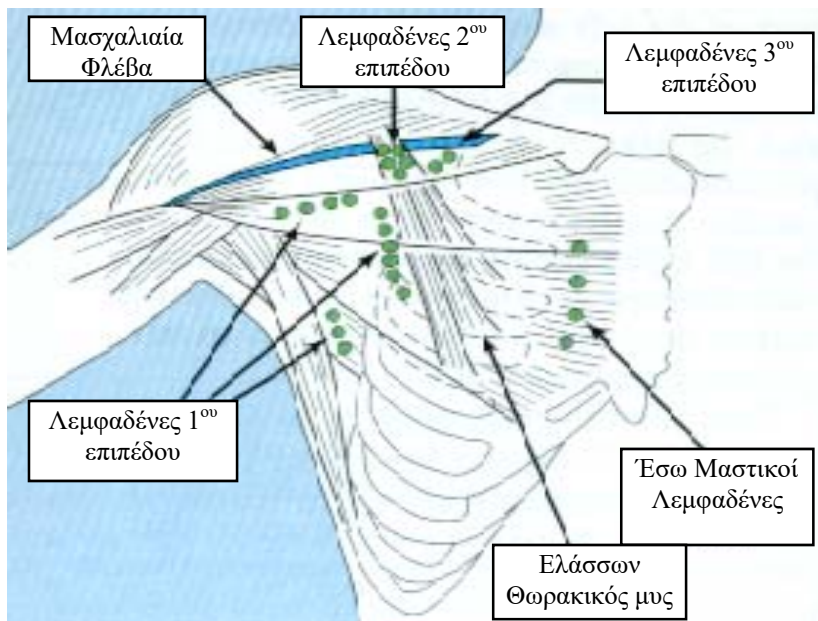 Μασχαλιαία
Φλέβα
Λεμφαδένες 2ου
επιπέδου
Λεμφαδένες 3ου
επιπέδου
Λεμφαδένες 1ου
επιπέδου
Έσω Μαστικοί
Λεμφαδένες
Ελάσσων
Θωρακικός μυς